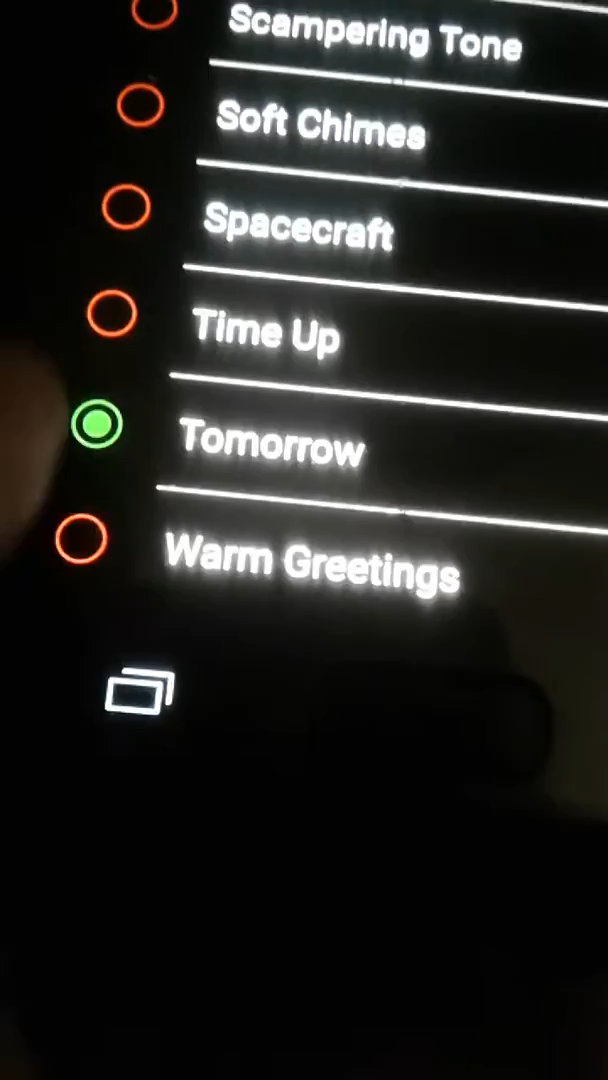 Scampering Tone
Soft Chimes
Spacecraft
Time Up
Tomorrow
Warm Greetings